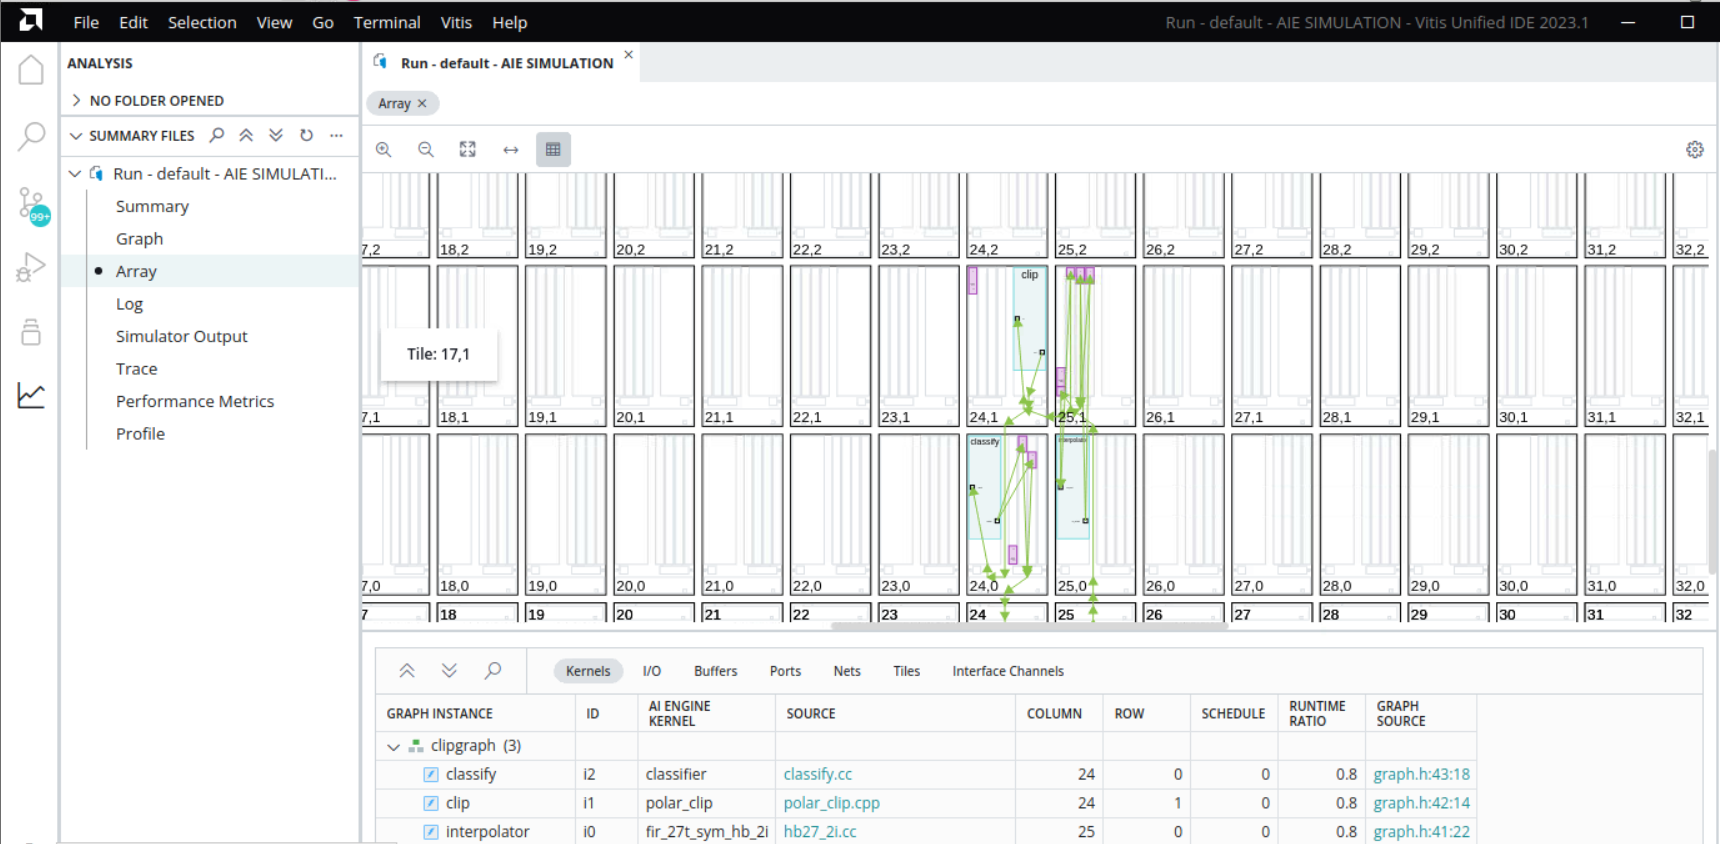 File Edit Selection View Go Terminal Vitis Help Run - default - AIE SIMULATION - Vitis Unified IDE 2023.1
ANALYSIS
Run - default - AIE SIMULATION
NO FOLDER OPENED
Array
SUMMARY FILES
99+
Run - default - AIE SIMULATI...
Summary
Graph
Array
Log
Simulator Output
Trace
Performance Metrics
Profile
7,2 18,2 19,2 20,2 21,2 22,2 23,2 24,2 25,2 26,2 27,2 28,2 29,2 30,2 31,2 32,2
clip
Tile: 17,1
7,1 18,1 19,1 20,1 21,1 22,1 23,1 24,1 25,1 26,1 27,1 28,1 29,1 30,1 31,1 32,1
classify interpolator
7,0 18,0 19,0 20,0 21,0 22,0 23,0 24,0 25,0 26,0 27,0 28,0 29,0 30,0 31,0 32,0
7 18 19 20 21 22 23 24 25 26 27 28 29 30 31 32
Kernels I/O Buffers Ports Nets Tiles Interface Channels
GRAPH INSTANCE ID AI ENGINE KERNEL SOURCE COLUMN ROW SCHEDULE RUNTIME RATIO GRAPH SOURCE
clipgraph (3)
classify i2 classifier classify.cc 24 0 0 0.8 graph.h:43:18
clip i1 polar_clip polar_clip.cpp 24 1 0 0.8 graph.h:42:14
interpolator i0 fir_27t_sym_hb_2i hb27_2i.cc 25 0 0 0.8 graph.h:41:22